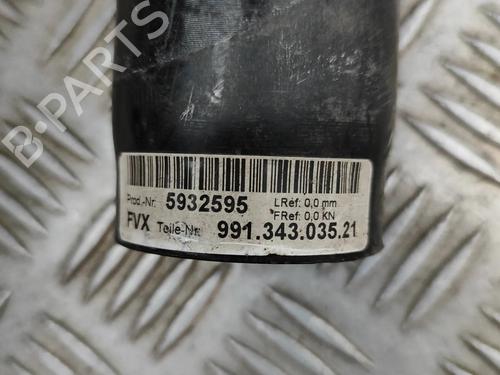 B-PARTS
Prod.-Nr. 5932595 LRef: 0,0 mm
FRef: 0,0 KN
FVX Teile-Nr. 991.343.035.21